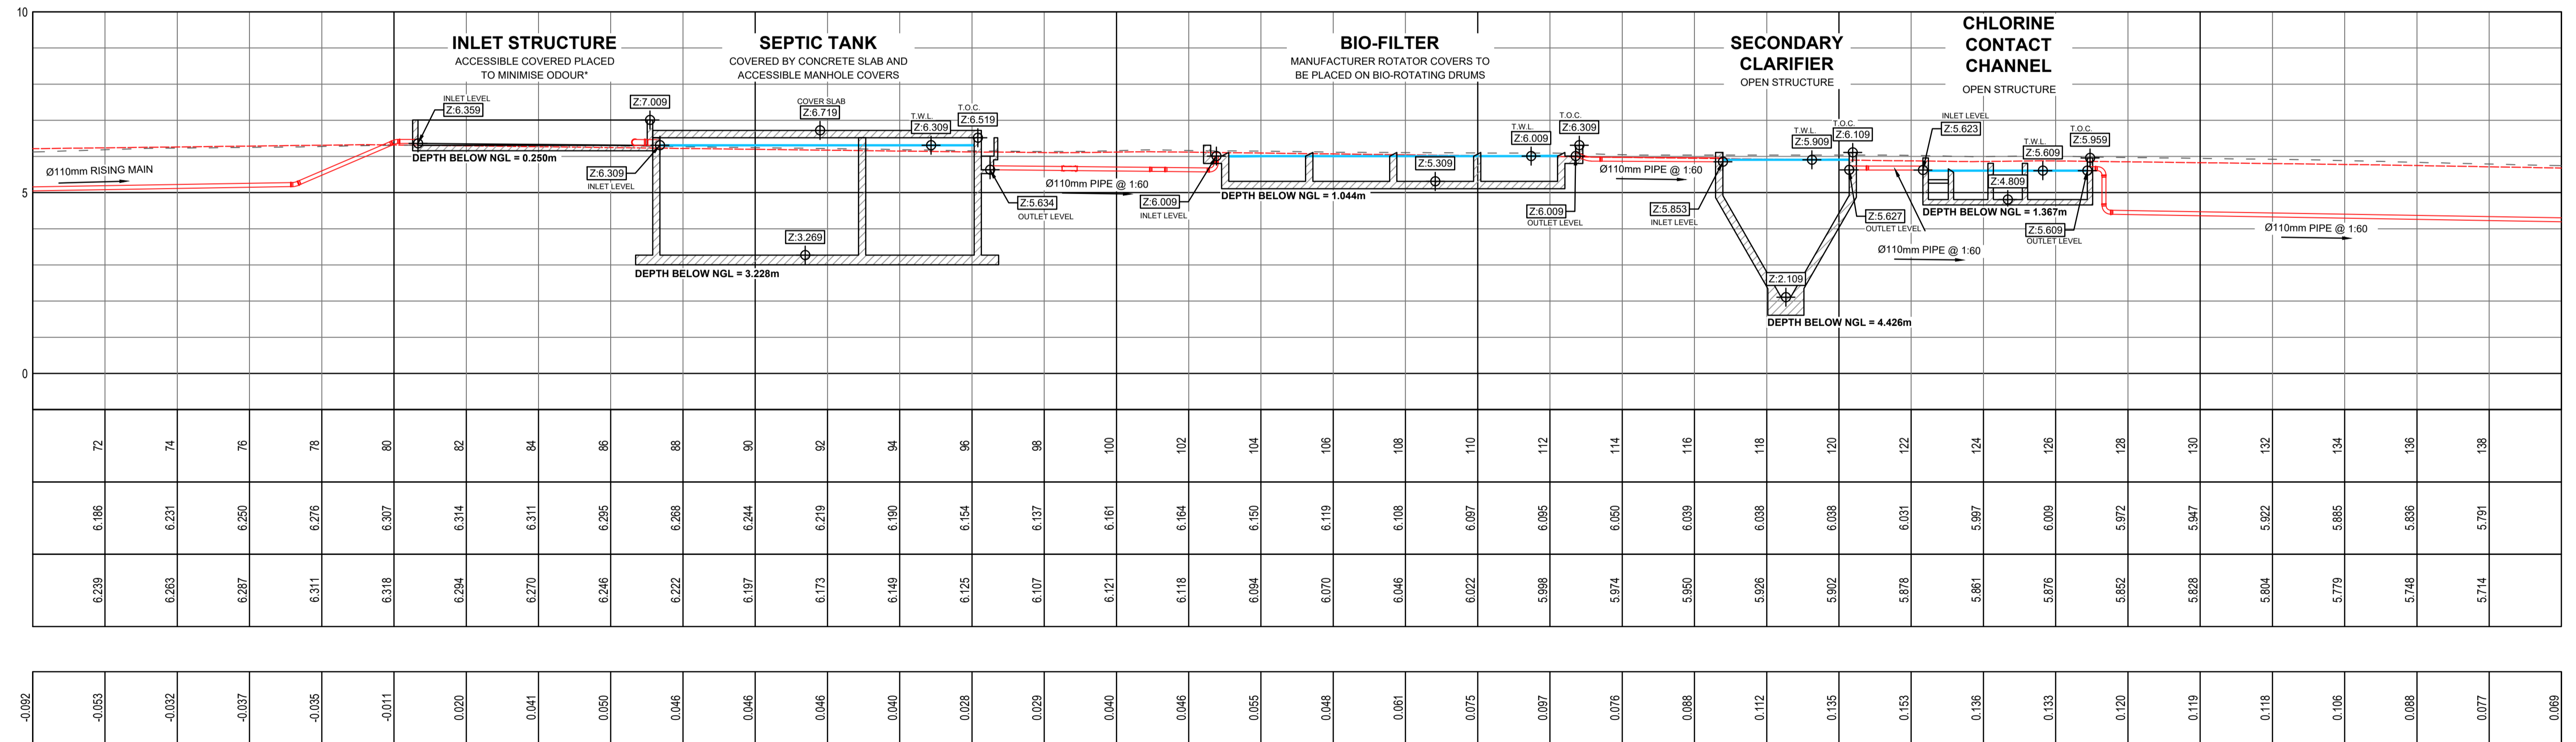 10
INLET STRUCTURE
ACCESSIBLE COVERED PLACED
TO MINIMISE ODOUR*
SEPTIC TANK
COVERED BY CONCRETE SLAB AND
ACCESSIBLE MANHOLE COVERS
BIO-FILTER
MANUFACTURER ROTATOR COVERS TO
BE PLACED ON BIO-ROTATING DRUMS
SECONDARY
CLARIFIER
OPEN STRUCTURE
CHLORINE
CONTACT
CHANNEL
OPEN STRUCTURE
INLET LEVEL
Z:6.359
Z:7.009
COVER SLAB
Z:6.719
T.W.L.
Z:6.309
T.O.C.
Z:6.519
T.W.L.
Z:6.009
T.O.C.
Z:6.309
T.W.L.
Z:5.909
T.O.C.
Z:6.109
INLET LEVEL
Z:5.623
T.W.L.
Z:5.609
T.O.C.
Z:5.959
Ø110mm RISING MAIN
DEPTH BELOW NGL = 0.250m
Z:6.309
INLET LEVEL
Z:3.269
DEPTH BELOW NGL = 3.228m
Z:5.634
OUTLET LEVEL
Ø110mm PIPE @ 1:60
Z:6.009
INLET LEVEL
Z:5.309
DEPTH BELOW NGL = 1.044m
Z:6.009
OUTLET LEVEL
Ø110mm PIPE @ 1:60
Z:5.853
INLET LEVEL
Z:2.109
DEPTH BELOW NGL = 4.426m
Z:5.627
OUTLET LEVEL
Ø110mm PIPE @ 1:60
Z:4.809
DEPTH BELOW NGL = 1.367m
Z:5.609
OUTLET LEVEL
Ø110mm PIPE @ 1:60
5
0
72 74 76 78 80 82 84 86 88 90 92 94 96 98 100 102 104 106 108 110 112 114 116 118 120 122 124 126 128 130 132 134 136 138
6.186 6.231 6.250 6.276 6.307 6.314 6.311 6.295 6.268 6.244 6.219 6.190 6.154 6.137 6.161 6.164 6.150 6.119 6.108 6.097 6.095 6.050 6.039 6.038 6.038 6.031 5.997 6.009 5.972 5.947 5.922 5.885 5.836 5.791
6.239 6.263 6.287 6.311 6.318 6.294 6.270 6.246 6.222 6.197 6.173 6.149 6.125 6.107 6.121 6.118 6.094 6.070 6.046 6.022 5.998 5.974 5.950 5.926 5.902 5.878 5.861 5.876 5.852 5.828 5.804 5.779 5.748 5.714
-0.092 -0.053 -0.032 -0.037 -0.035 -0.011 0.020 0.041 0.050 0.046 0.046 0.046 0.040 0.028 0.029 0.040 0.046 0.055 0.048 0.061 0.075 0.097 0.076 0.088 0.112 0.135 0.153 0.136 0.133 0.120 0.119 0.118 0.106 0.088 0.077 0.069